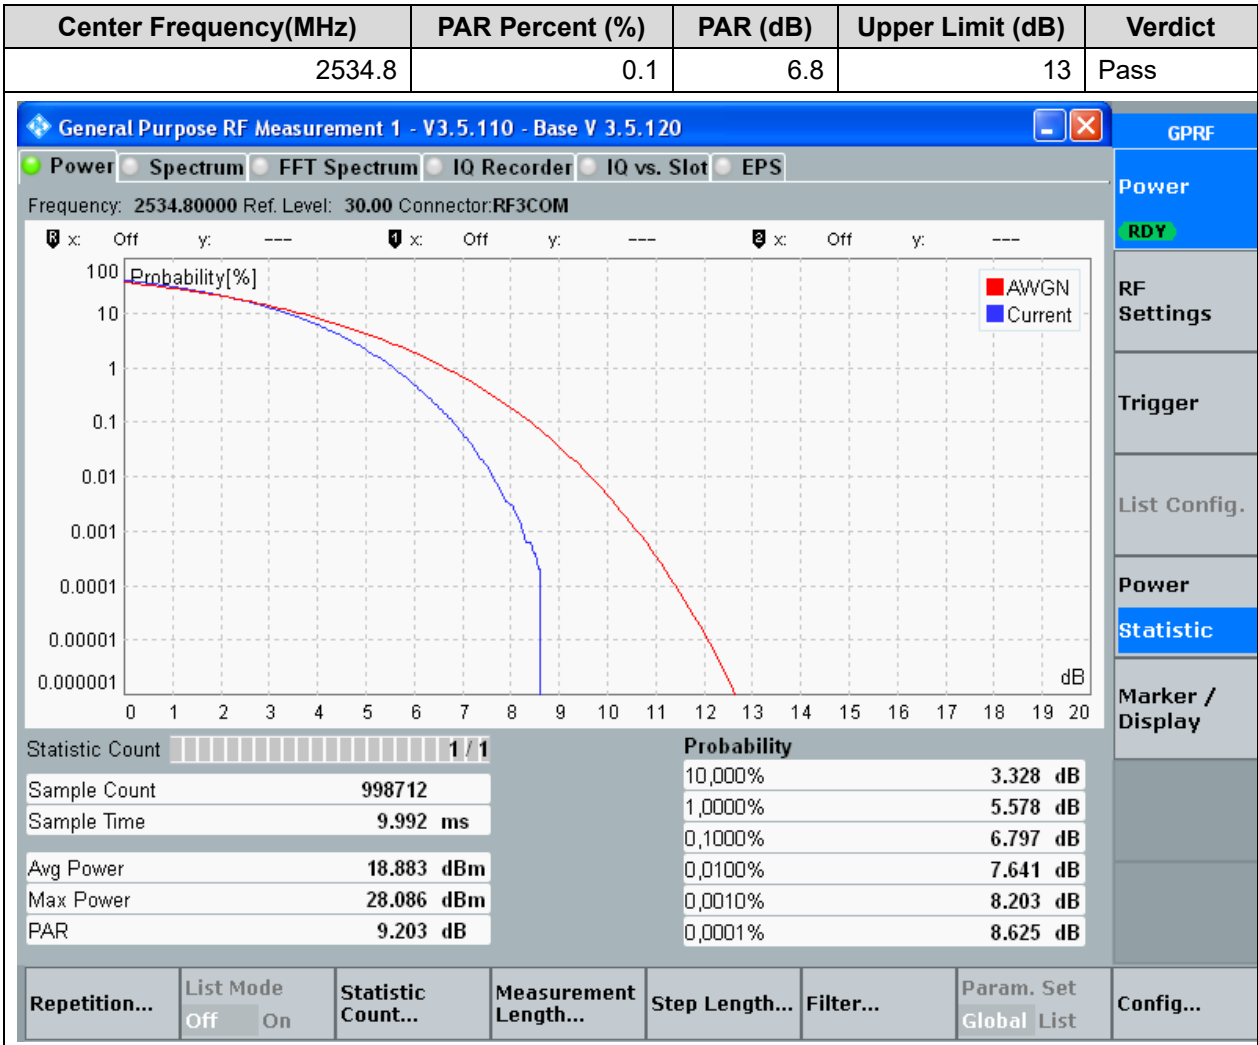 Center Frequency(MHz) PAR Percent (%) PAR (dB) Upper Limit (dB) Verdict
2534.8 0.1 6.8 13 Pass
General Purpose RF Measurement 1 - V3.5.110 - Base V 3.5.120
GPRF
Power Spectrum FFT Spectrum IQ Recorder IQ vs. Slot EPS
Power
RDY
Frequency: 2534.80000 Ref. Level: 30.00 Connector:RF3COM
R x: Off y: --- 1 x: Off y: --- 2 x: Off y: ---
Probability[%]
AWGN
Current
100
10
1
0.1
0.01
0.001
0.0001
0.00001
0.000001
dB
0 1 2 3 4 5 6 7 8 9 10 11 12 13 14 15 16 17 18 19 20
RF
Settings
Trigger
List Config.
Power
Statistic
Marker /
Display
Statistic Count 1 / 1
Sample Count 998712
Sample Time 9.992 ms
Avg Power 18.883 dBm
Max Power 28.086 dBm
PAR 9.203 dB
Probability
10,000% 3.328 dB
1,0000% 5.578 dB
0,1000% 6.797 dB
0,0100% 7.641 dB
0,0010% 8.203 dB
0,0001% 8.625 dB
Repetition...
List Mode
Off On
Statistic
Count...
Measurement
Length...
Step Length...
Filter...
Param. Set
Global List
Config...